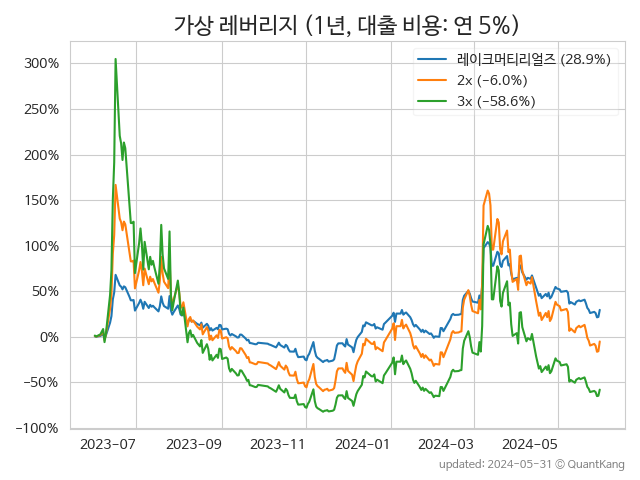 가상 레버리지 (1년, 대출 비용: 연 5%)
레이크머티리얼즈 (28.9%)
2x (−6.0%)
3x (−58.6%)
300%
250%
200%
150%
100%
50%
0%
−50%
−100%
2023-07 2023-09 2023-11 2024-01 2024-03 2024-05
updated: 2024-05-31 © QuantKang